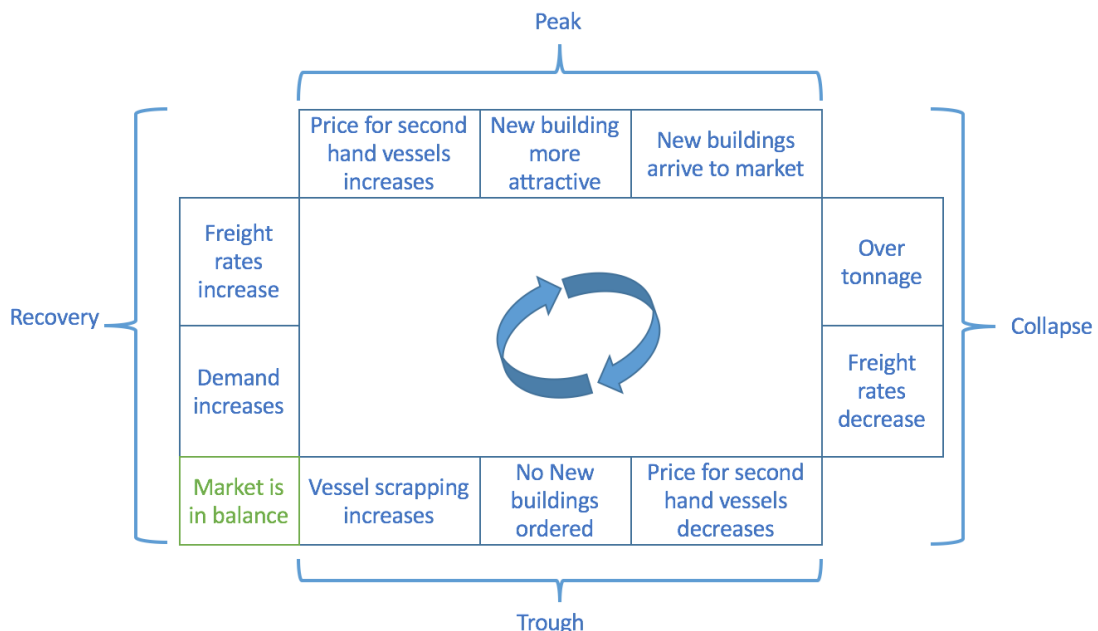 Peak
Price for second
hand vessels
increases
New building
more
attractive
New buildings
arrive to market
Freight
rates
increase
Over
tonnage
Recovery
Collapse
Demand
increases
Freight
rates
decrease
Market is
in balance
Vessel scrapping
increases
No New
buildings
ordered
Price for second
hand vessels
decreases
Trough